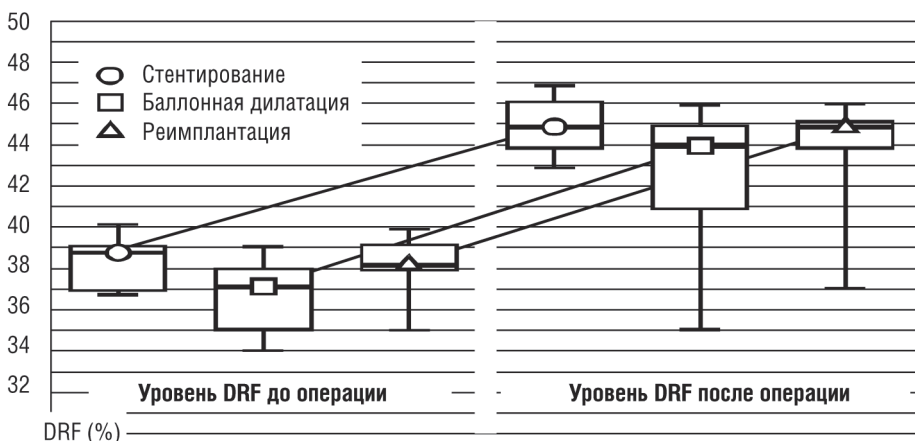 50
48
46
44
42
40
38
36
34
32
Стентирование
Баллонная дилатация
Реимплантация
Уровень DRF до операции
Уровень DRF после операции
DRF (%)